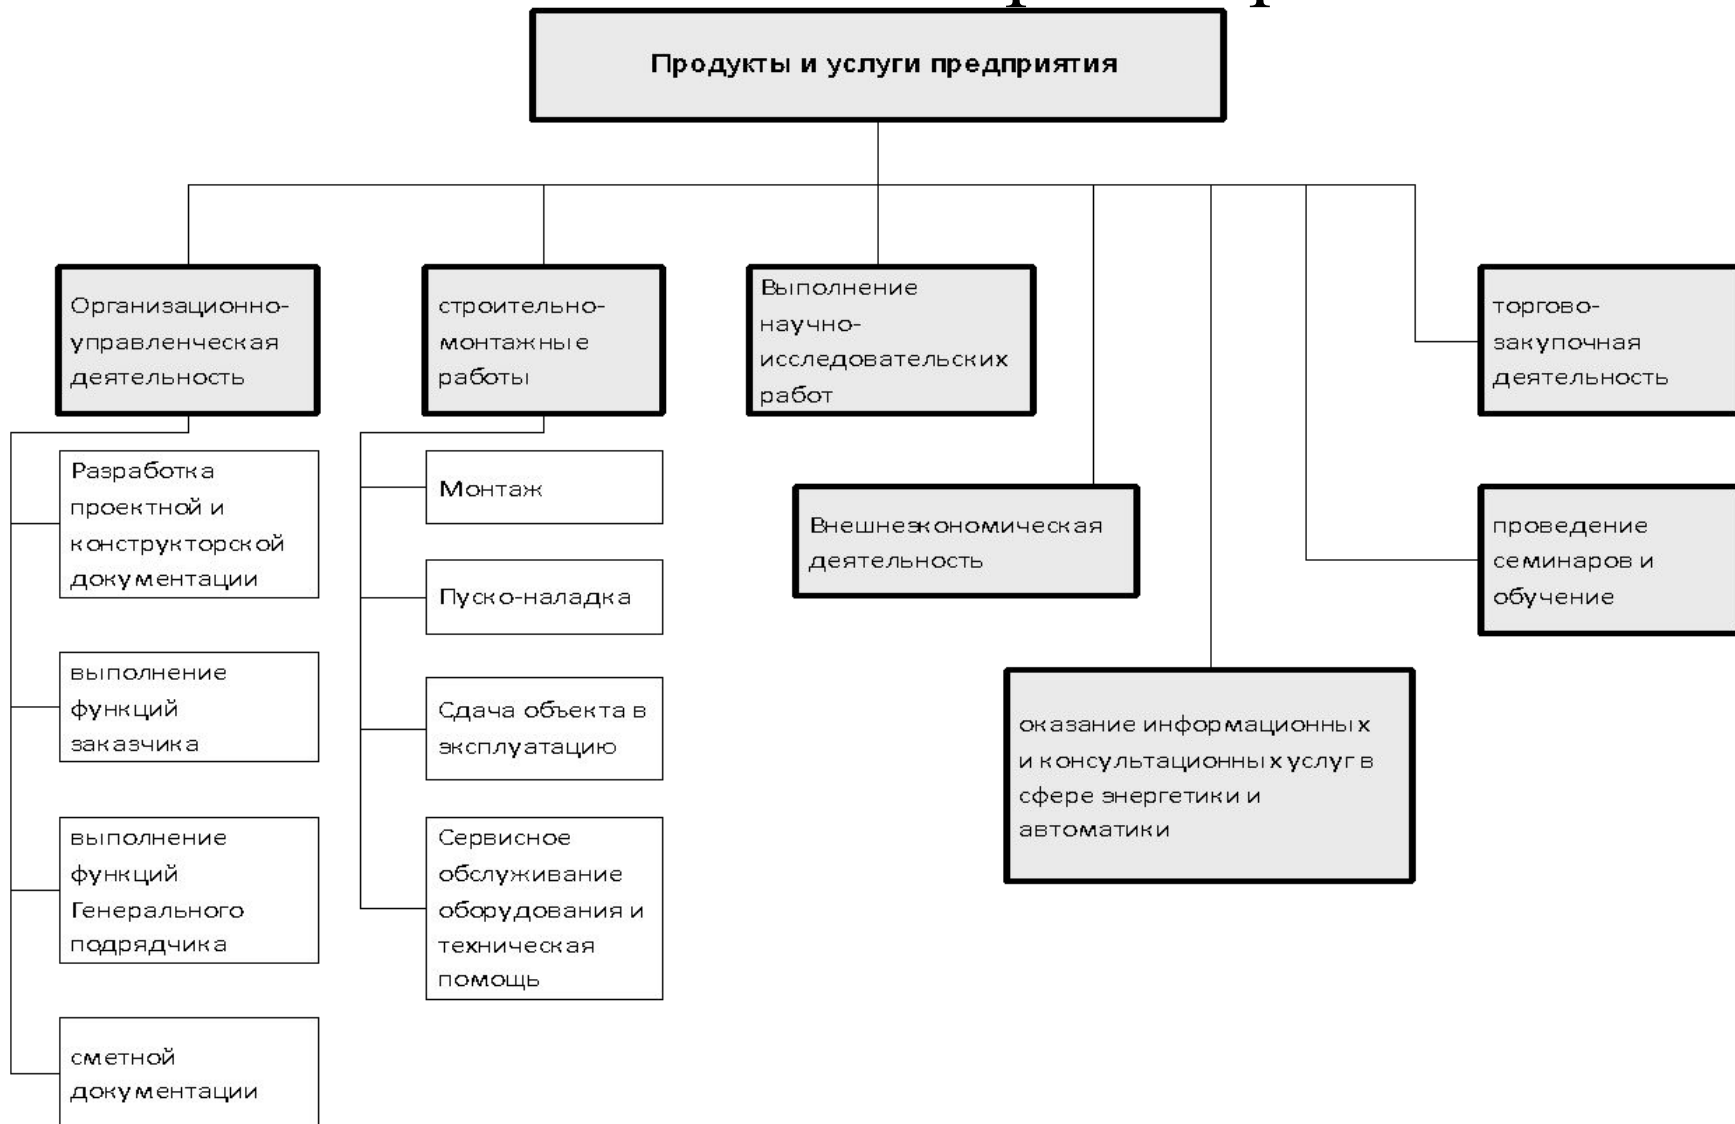 Продукты и услуги предприятия
Организационно-
управленческая
деятельность
строительно-
монтажные
работы
Выполнение
научно-
исследовательских
работ
торгово-
закупочная
деятельность
Разработка
проектной и
конструкторской
документации
Монтаж
Внешнеэкономическая
деятельность
проведение
семинаров и
обучение
Пуско-наладка
выполнение
функций
заказчика
Сдача объекта в
эксплуатацию
оказание информационных
и консультационных услуг в
сфере энергетики и
автоматики
выполнение
функций
Генерального
подрядчика
Сервисное
обслуживание
оборудования и
техническая
помощь
сметной
документации